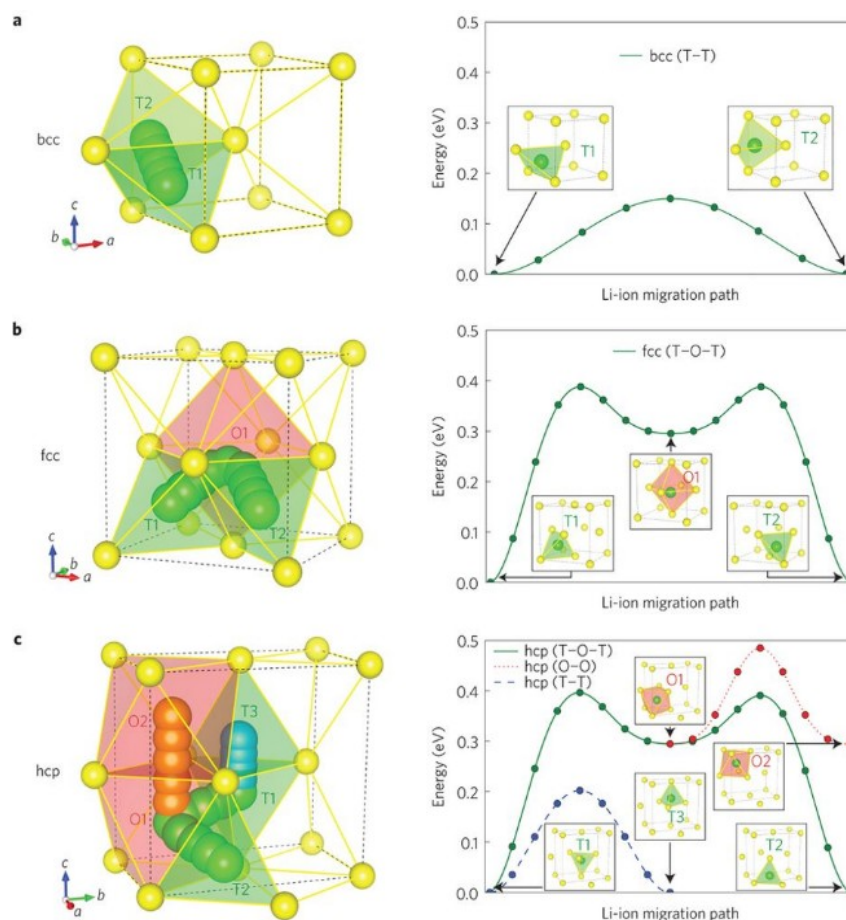 a
bcc
T2
T1
c
b
a
Energy (eV)
0.5
0.4
0.3
0.2
0.1
0.0
bcc (T–T)
T1
T2
Li-ion migration path
b
fcc
O1
T1
T2
c
b
a
Energy (eV)
0.5
0.4
0.3
0.2
0.1
0.0
fcc (T–O–T)
O1
T1
T2
Li-ion migration path
c
hcp
O2
T3
T1
O1
T2
c
b
a
Energy (eV)
0.5
0.4
0.3
0.2
0.1
0.0
hcp (T–O–T)
hcp (O–O)
hcp (T–T)
O1
O2
T3
T1
T2
Li-ion migration path